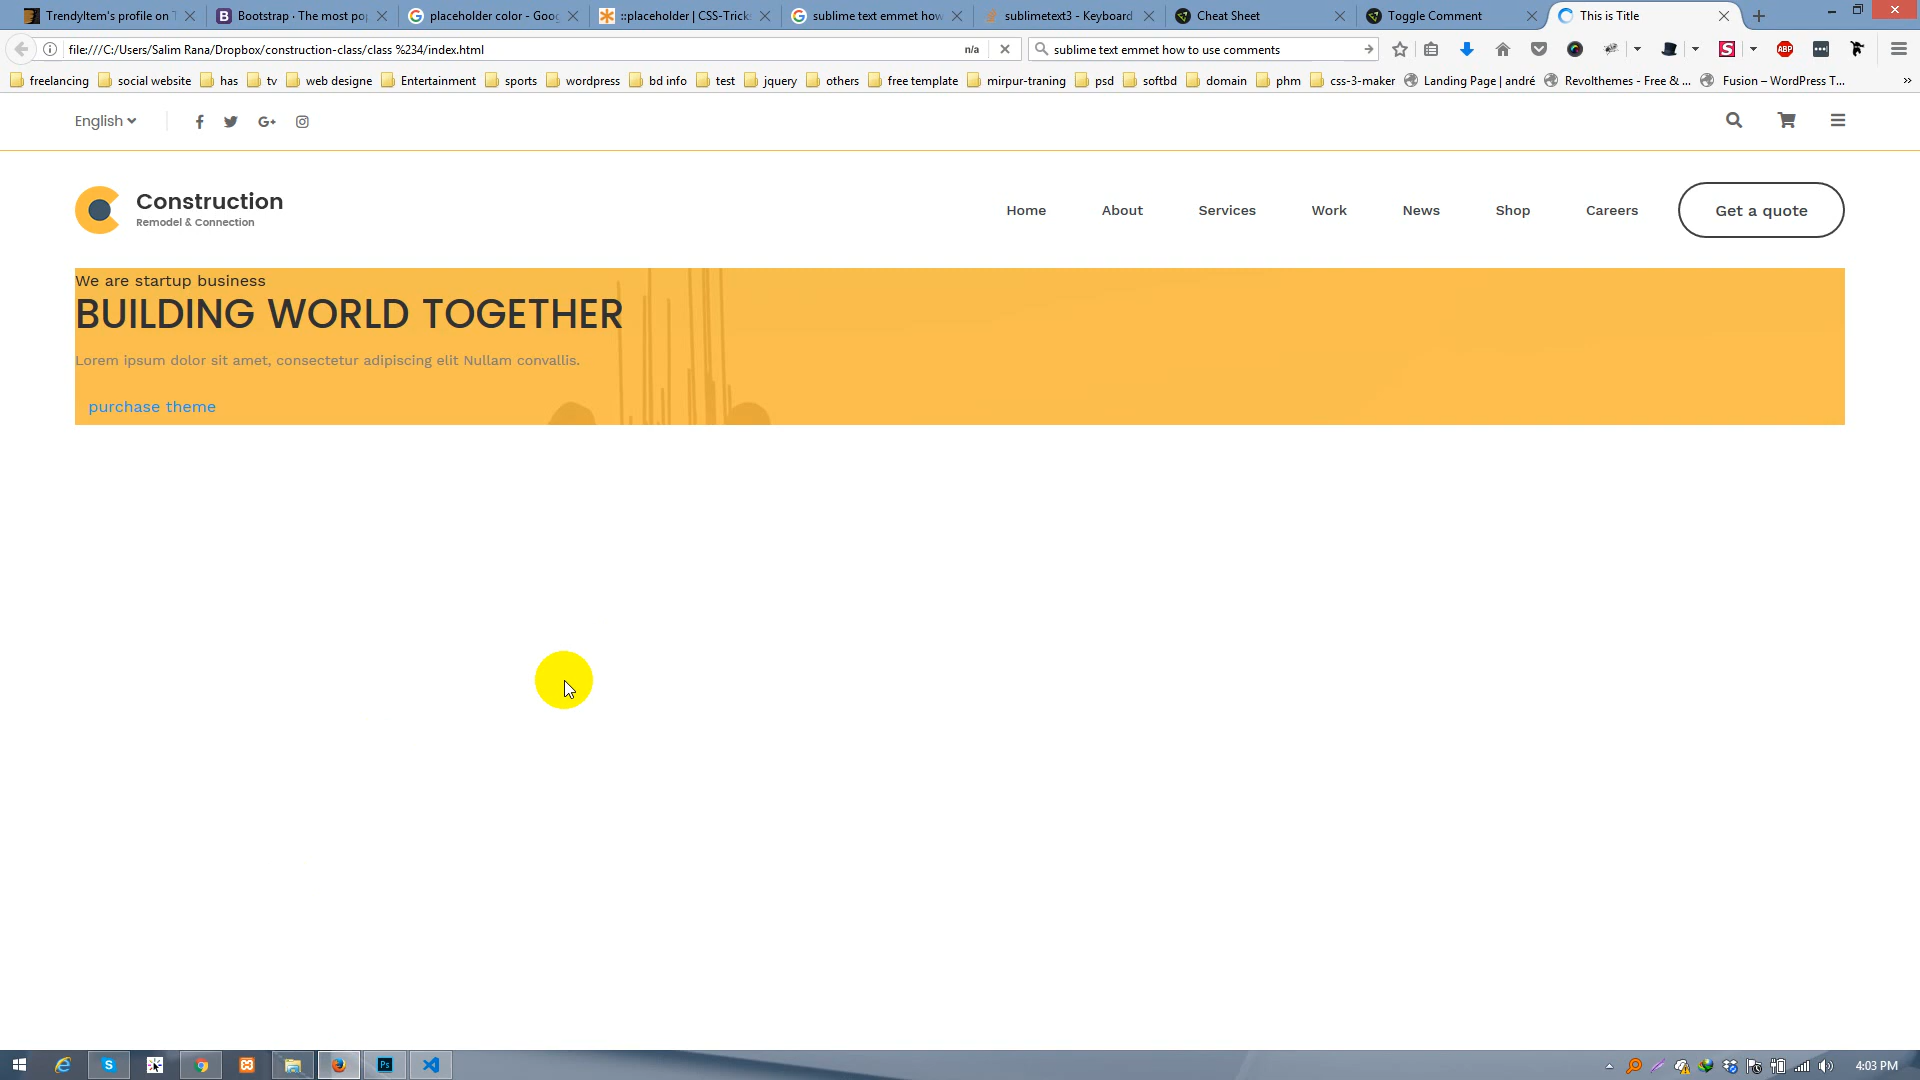 TrendyItem's profile on T
Bootstrap · The most po
placeholder color - Goog
::placeholder | CSS-Trick
sublime text emmet how
sublimetext3 - Keyboard
Cheat Sheet
Toggle Comment
This is Title
file:///C:/Users/Salim Rana/Dropbox/construction-class/class %234/index.html
n/a
sublime text emmet how to use comments
freelancing
social website
has
tv
web designe
Entertainment
sports
wordpress
bd info
test
jquery
others
free template
mirpur-traning
psd
softbd
domain
phm
css-3-maker
Landing Page | andré
Revolthemes - Free & ...
Fusion – WordPress T...
English
Construction
Remodel & Connection
Home
About
Services
Work
News
Shop
Careers
Get a quote
We are startup business
BUILDING WORLD TOGETHER
Lorem ipsum dolor sit amet, consectetur adipiscing elit Nullam convallis.
purchase theme
4:03 PM